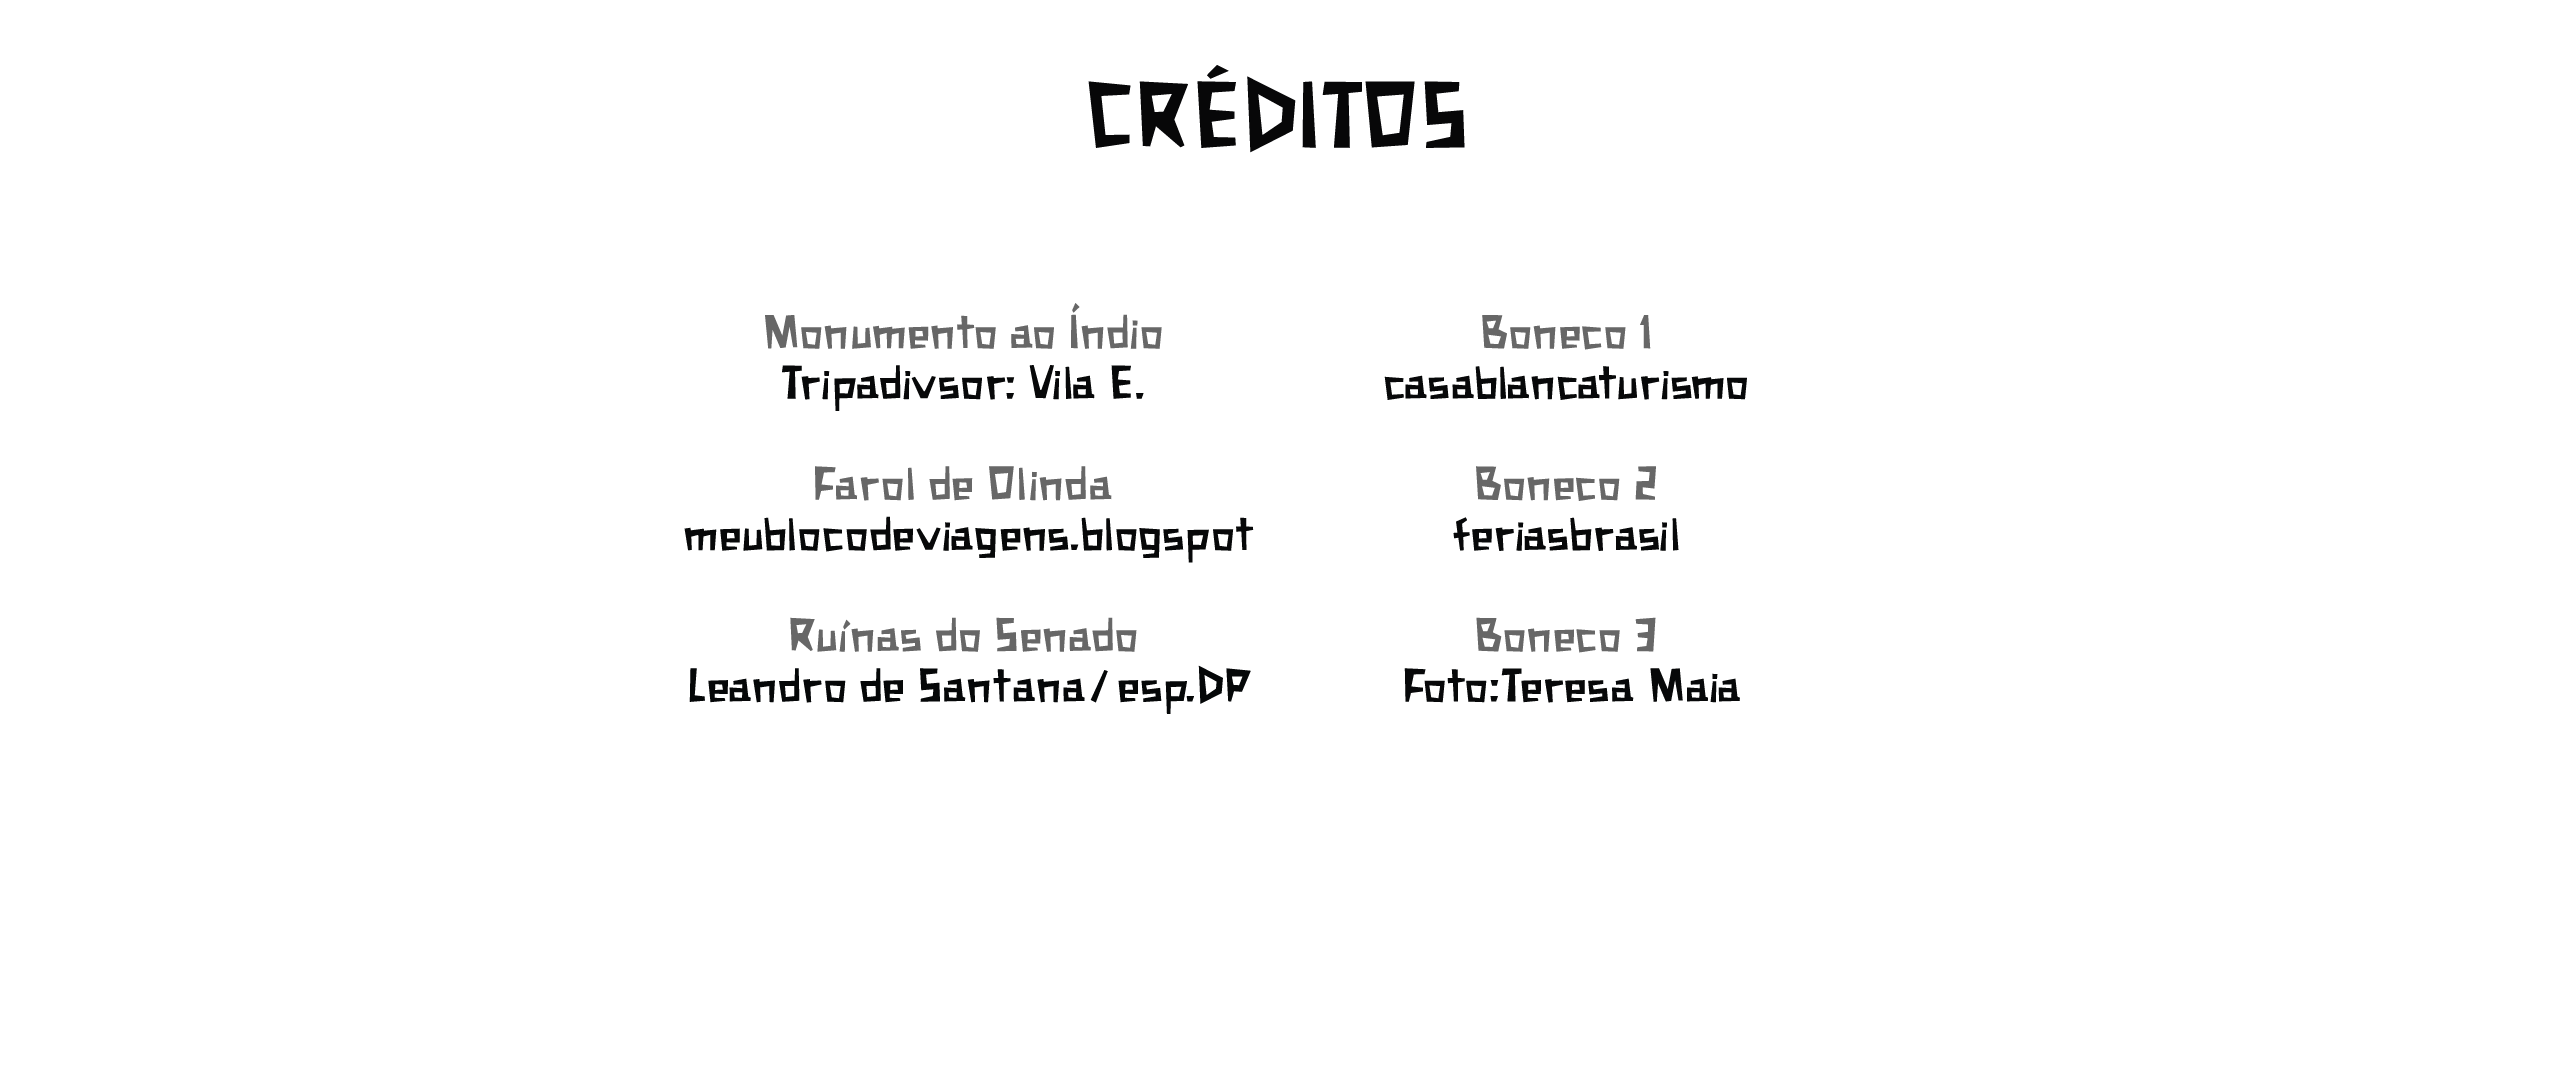 CRÉDITOS
Monumento ao Índio
Tripadivsor: Vila E.
Farol de Olinda
meublocodeviagens.blogspot
Ruínas do Senado
Leandro de Santana/esp.DP
Boneco 1
casablancaturismo
Boneco 2
feriasbrasil
Boneco 3
Foto:Teresa Maia